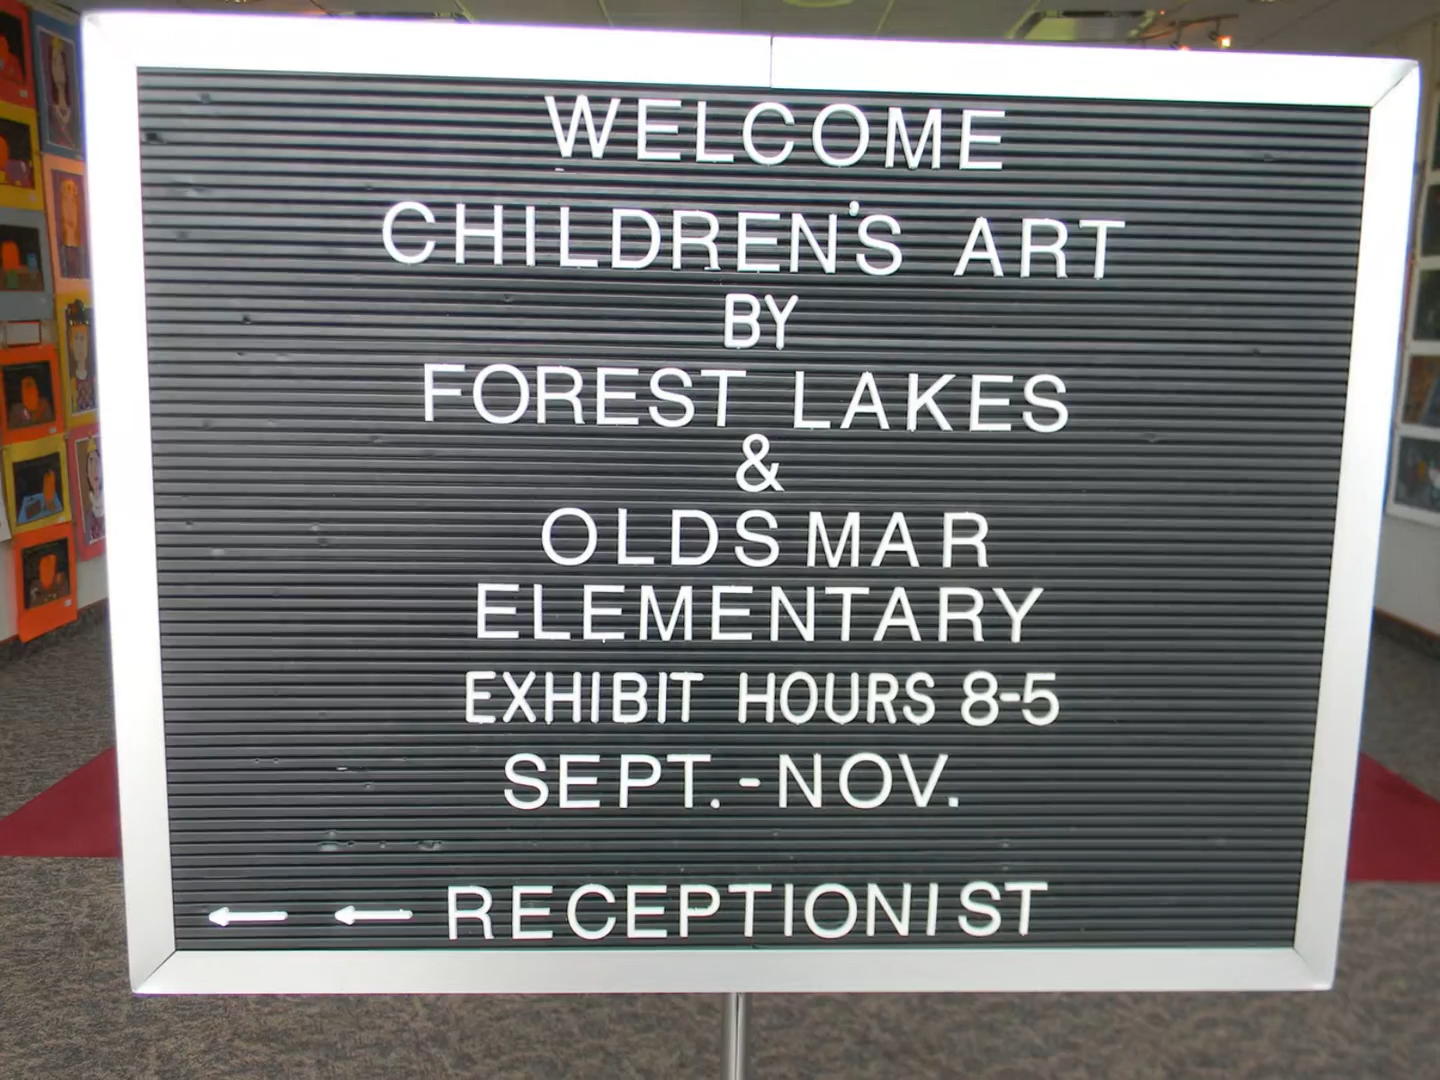 WELCOME
CHILDREN'S ART
BY
FOREST LAKES
&
OLDSMAR
ELEMENTARY
EXHIBIT HOURS 8-5
SEPT.-NOV.
← ← RECEPTIONIST